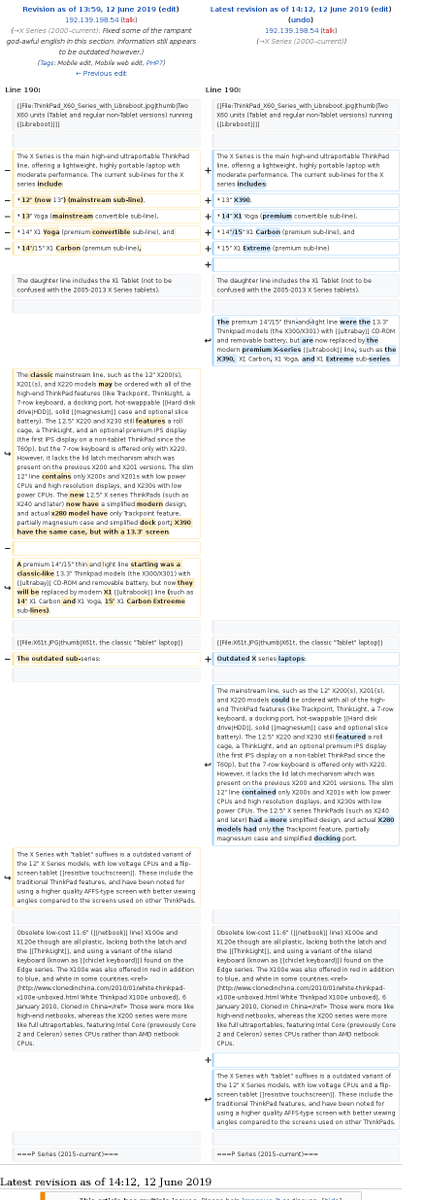 Revision as of 13:59, 12 June 2019 (edit)
192.139.198.54 (talk)
(→X Series (2000–current): Fixed some of the rampant
god-awful english in this section. Information still appears
to be outdated however.)
(Tags: Mobile edit, Mobile web edit, PHP7)
← Previous edit
Latest revision as of 14:12, 12 June 2019 (edit)
(undo)
192.139.198.54 (talk)
(→X Series (2000–current))
Line 190:
Line 190:
[[File:ThinkPad_X60_Series_with_Libreboot.jpg|thumb|Two
X60 units (Tablet and regular non-Tablet versions) running
[[Libreboot]]]]
[[File:ThinkPad_X60_Series_with_Libreboot.jpg|thumb|Two
X60 units (Tablet and regular non-Tablet versions) running
[[Libreboot]]]]
The X Series is the main high-end ultraportable ThinkPad
line, offering a lightweight, highly portable laptop with
moderate performance. The current sub-lines for the X
series include:
The X Series is the main high-end ultraportable ThinkPad
line, offering a lightweight, highly portable laptop with
moderate performance. The current sub-lines for the X
series includes:
− * 12" (now 13") (mainstream sub-line),
+ * 13" X390,
− * 13" Yoga (mainstream convertible sub-line),
+ * 14" X1 Yoga (premium convertible sub-line),
− * 14" X1 Yoga (premium convertible sub-line), and
+ * 14"/15" X1 Carbon (premium sub-line), and
− * 14"/15" X1 Carbon (premium sub-line),
+ * 15" X1 Extreme (premium sub-line)
+
The daughter line includes the X1 Tablet (not to be
confused with the 2005-2013 X Series tablets).
The daughter line includes the X1 Tablet (not to be
confused with the 2005-2013 X Series tablets).
The premium 14"/15" thin-and-light line were the 13.3"
Thinkpad models (the X300/X301) with [[ultrabay]] CD-ROM
and removable battery, but are now replaced by the
modern premium X-series [[ultrabook]] line, such as the
X390, X1 Carbon, X1 Yoga, and X1 Extreme sub-series.
The classic mainstream line, such as the 12" X200(s),
X201(s), and X220 models may be ordered with all of the
high-end ThinkPad features (like Trackpoint, ThinkLight, a
7-row keyboard, a docking port, hot-swappable [[Hard disk
drive|HDD]], solid [[magnesium]] case and optional slice
battery). The 12.5" X220 and X230 still features a roll
cage, a ThinkLight, and an optional premium IPS display
(the first IPS display on a non-tablet ThinkPad since the
T60p), but the 7-row keyboard is offered only with X220.
However, it lacks the lid latch mechanism which was
present on the previous X200 and X201 versions. The slim
12" line contains only X200s and X201s with low power
CPUs and high resolution displays, and X230s with low
power CPUs. The new 12.5" X series ThinkPads (such as
X240 and later) now have a simplified modern design,
and actual x280 model have only Trackpoint feature,
partially magnesium case and simplified dock port; X390
have the same case, but with a 13.3" screen.
−
A premium 14"/15" thin and light line starting was a
classic-like 13.3" Thinkpad models (the X300/X301) with
[[ultrabay]] CD-ROM and removable battery, but now they
will be replaced by modern X1 [[ultrabook]] line (such as
14" X1 Carbon and X1 Yoga, 15" X1 Carbon Extreeme
sub-lines).
[[File:X61t.JPG|thumb|X61t, the classic "Tablet" laptop]]
[[File:X61t.JPG|thumb|X61t, the classic "Tablet" laptop]]
− The outdated sub-series:
+ Outdated X series laptops:
The mainstream line, such as the 12" X200(s), X201(s),
and X220 models could be ordered with all of the high-
end ThinkPad features (like Trackpoint, ThinkLight, a 7-row
keyboard, a docking port, hot-swappable [[Hard disk
drive|HDD]], solid [[magnesium]] case and optional slice
battery). The 12.5" X220 and X230 still featured a roll
cage, a ThinkLight, and an optional premium IPS display
(the first IPS display on a non-tablet ThinkPad since the
T60p), but the 7-row keyboard is offered only with X220.
However, it lacks the lid latch mechanism which was
present on the previous X200 and X201 versions. The slim
12" line contained only X200s and X201s with low power
CPUs and high resolution displays, and X230s with low
power CPUs. The 12.5" X series ThinkPads (such as X240
and later) had a more simplified design, and actual X280
models had only the Trackpoint feature, partially
magnesium case and simplified docking port.
The X Series with "tablet" suffixes is a outdated variant of
the 12" X Series models, with low voltage CPUs and a flip-
screen tablet [[resistive touchscreen]]. These include the
traditional ThinkPad features, and have been noted for
using a higher quality AFFS-type screen with better viewing
angles compared to the screens used on other ThinkPads.
Obsolete low-cost 11.6" ([[netbook]] line) X100e and
X120e though are all plastic, lacking both the latch and
the [[ThinkLight]], and using a variant of the island
keyboard (known as [[chiclet keyboard]]) found on the
Edge series. The X100e was also offered in red in addition
to blue, and white in some countries.<ref>
[http://www.clonedinchina.com/2010/01/white-thinkpad-
x100e-unboxed.html White Thinkpad X100e unboxed], 6
January 2010, Cloned in China</ref> Those were more like
high-end netbooks, whereas the X200 series were more
like full ultraportables, featuring Intel Core (previously Core
2 and Celeron) series CPUs rather than AMD netbook
CPUs.
Obsolete low-cost 11.6" ([[netbook]] line) X100e and
X120e though are all plastic, lacking both the latch and
the [[ThinkLight]], and using a variant of the island
keyboard (known as [[chiclet keyboard]]) found on the
Edge series. The X100e was also offered in red in addition
to blue, and white in some countries.<ref>
[http://www.clonedinchina.com/2010/01/white-thinkpad-
x100e-unboxed.html White Thinkpad X100e unboxed], 6
January 2010, Cloned in China</ref> Those were more like
high-end netbooks, whereas the X200 series were more
like full ultraportables, featuring Intel Core (previously Core
2 and Celeron) series CPUs rather than AMD netbook
CPUs.
+
The X Series with "tablet" suffixes is a outdated variant of
the 12" X Series models, with low voltage CPUs and a flip-
screen tablet [[resistive touchscreen]]. These include the
traditional ThinkPad features, and have been noted for
using a higher quality AFFS-type screen with better viewing
angles compared to the screens used on other ThinkPads.
===P Series (2015-current)===
===P Series (2015-current)===
Latest revision as of 14:12, 12 June 2019